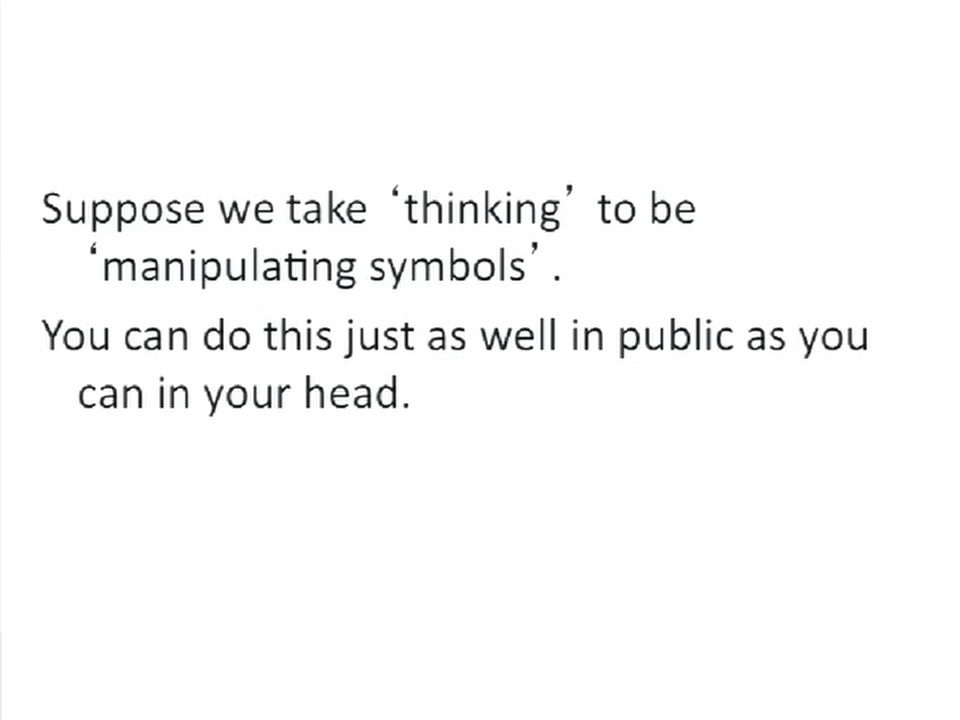 Suppose we take ‘thinking’ to be
‘manipulating symbols’.
You can do this just as well in public as you
can in your head.